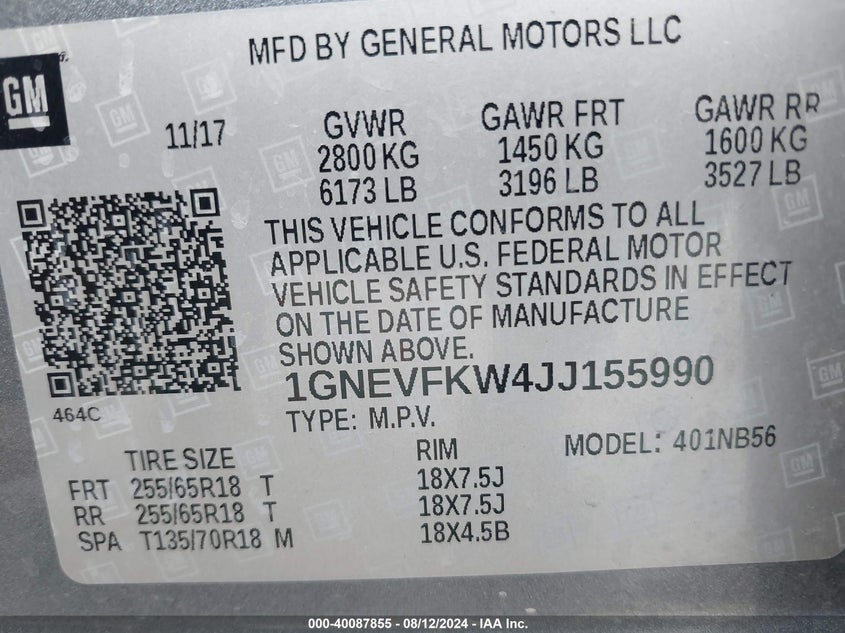 MFD BY GENERAL MOTORS LLC
GM
11/17
GVWR
2800 KG
6173 LB
GAWR FRT
1450 KG
3196 LB
GAWR RR
1600 KG
3527 LB
THIS VEHICLE CONFORMS TO ALL
APPLICABLE U.S. FEDERAL MOTOR
VEHICLE SAFETY STANDARDS IN EFFECT
ON THE DATE OF MANUFACTURE
SHOWN ABOVE.
1GNEVFKW4JJ155990
464C
TYPE: M.P.V.
MODEL: 401NB56
TIRE SIZE RIM
FRT 255/65R18 T 18X7.5J
RR 255/65R18 T 18X7.5J
SPA T135/70R18 M 18X4.5B
000-40087855 - 08/12/2024 - IAA Inc.